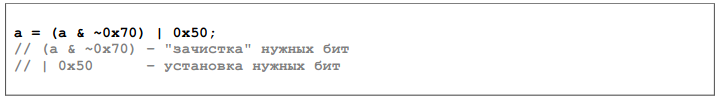 a = (a & ~0x70) | 0x50;
// (a & ~0x70) – "зачистка" нужных бит
// | 0x50      – установка нужных бит